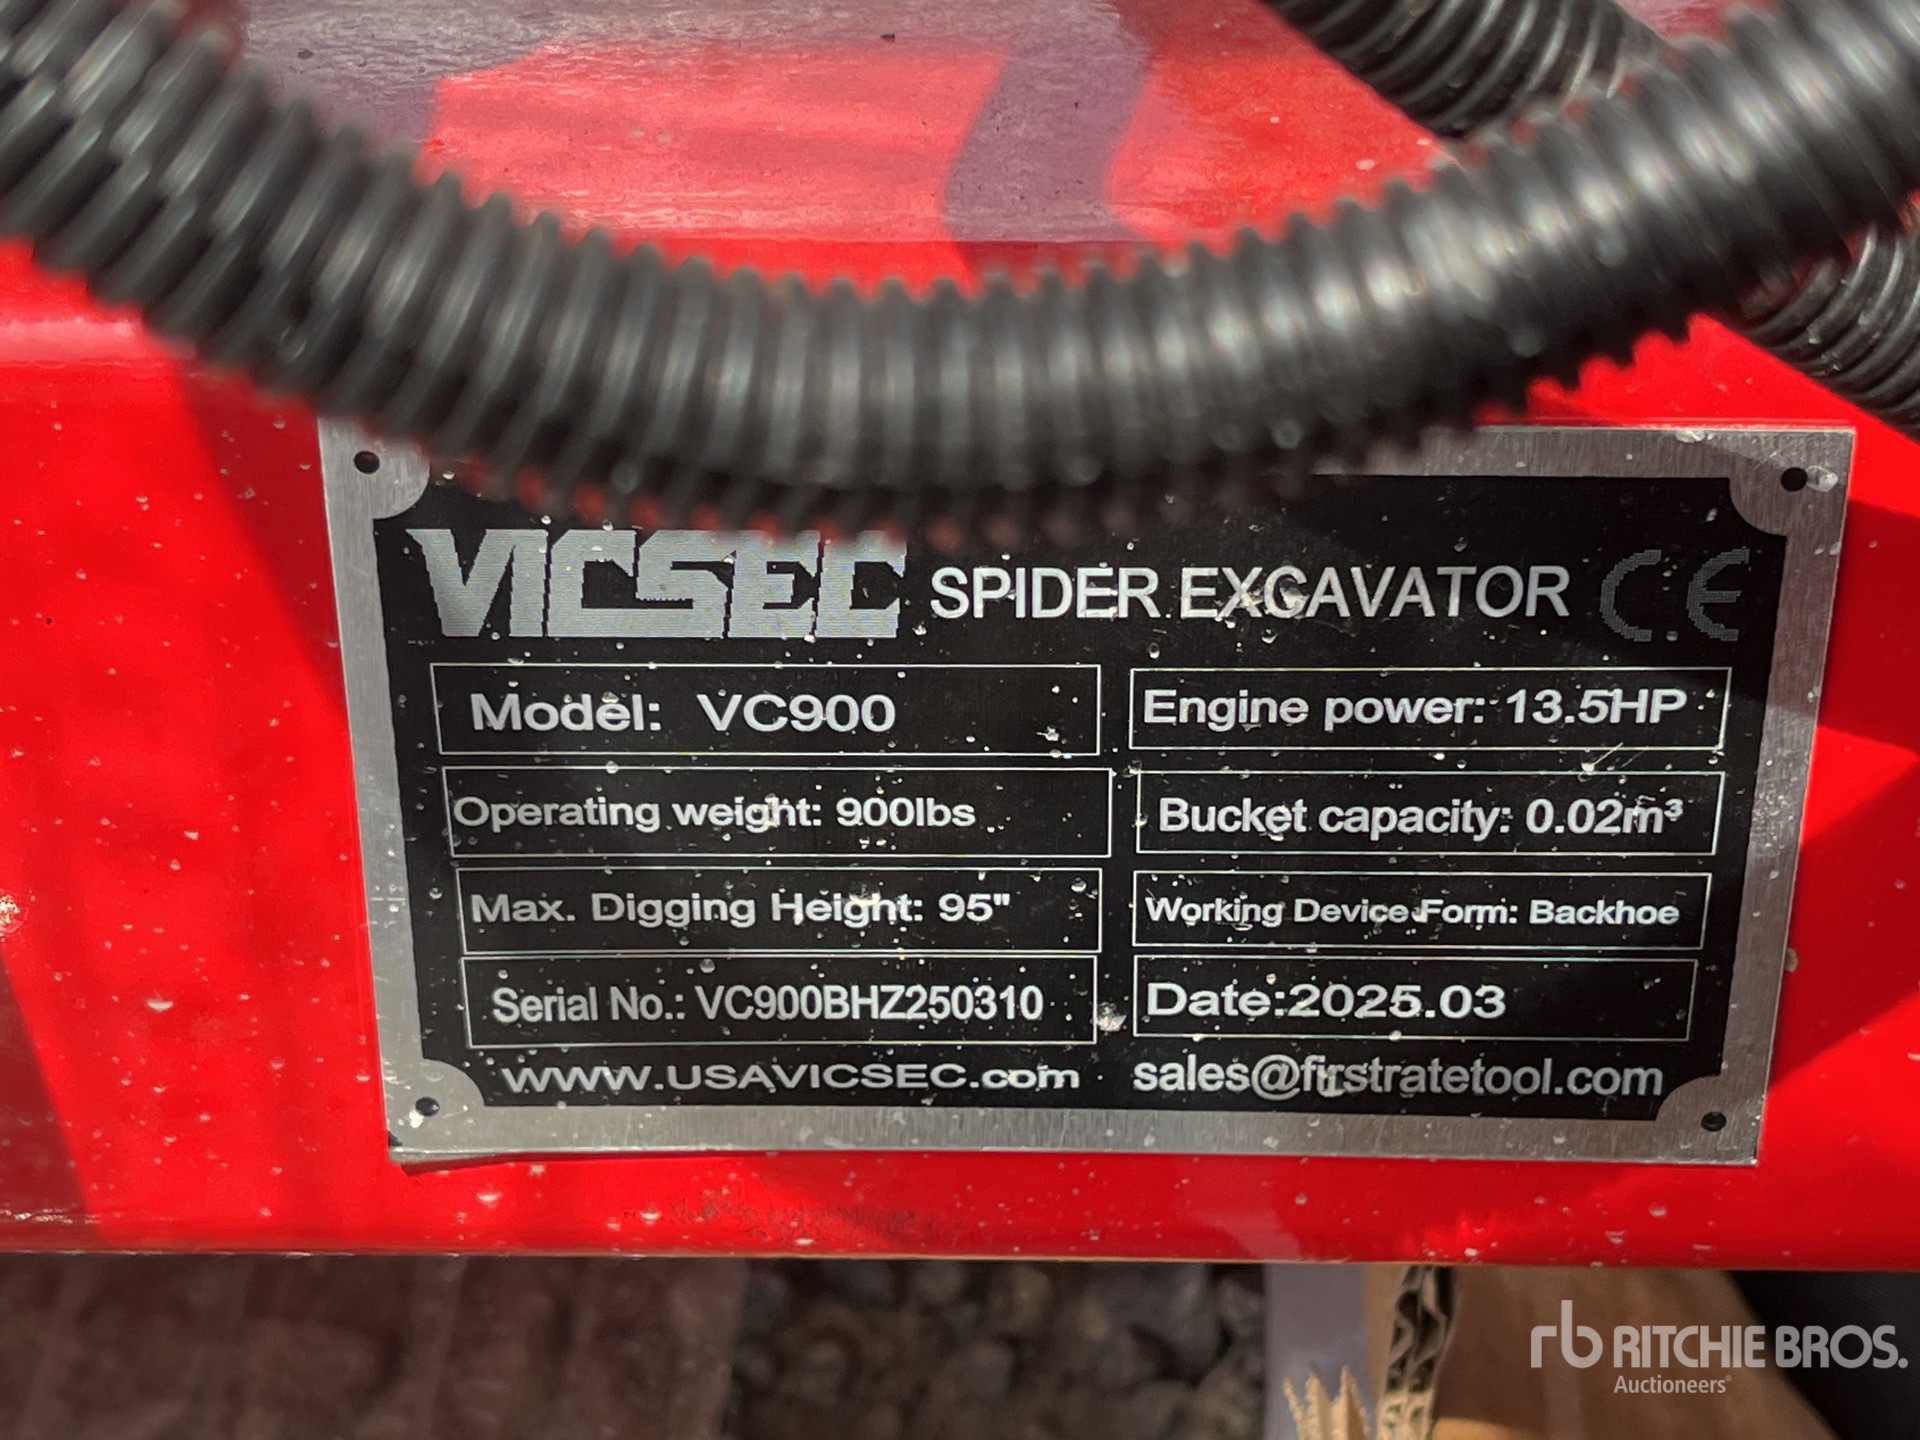 VICSEC SPIDER EXCAVATOR CE
Model: VC900
Engine power: 13.5HP
Operating weight: 900lbs
Bucket capacity: 0.02m³
Max. Digging Height: 95"
Working Device Form: Backhoe
Serial No.: VC900BHZ250310
Date:2025.03
WWW.USAVICSEC.com
sales@firstratetool.com
rb RITCHIE BROS.
Auctioneers®